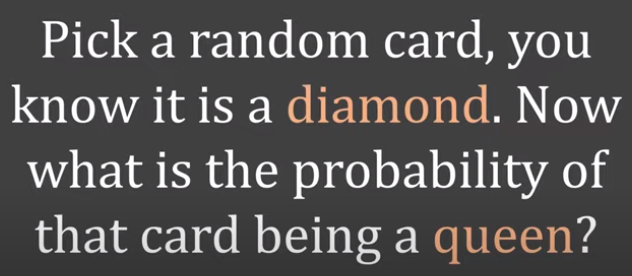 Pick a random card, you
know it is a diamond. Now
what is the probability of
that card being a queen?